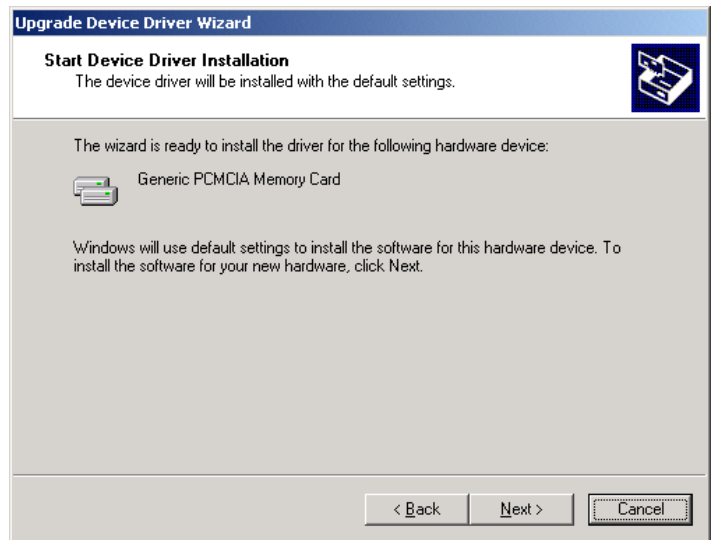 Upgrade Device Driver Wizard
Start Device Driver Installation
The device driver will be installed with the default settings.
The wizard is ready to install the driver for the following hardware device:
Generic PCMCIA Memory Card
Windows will use default settings to install the software for this hardware device. To
install the software for your new hardware, click Next.
< Back Next > Cancel